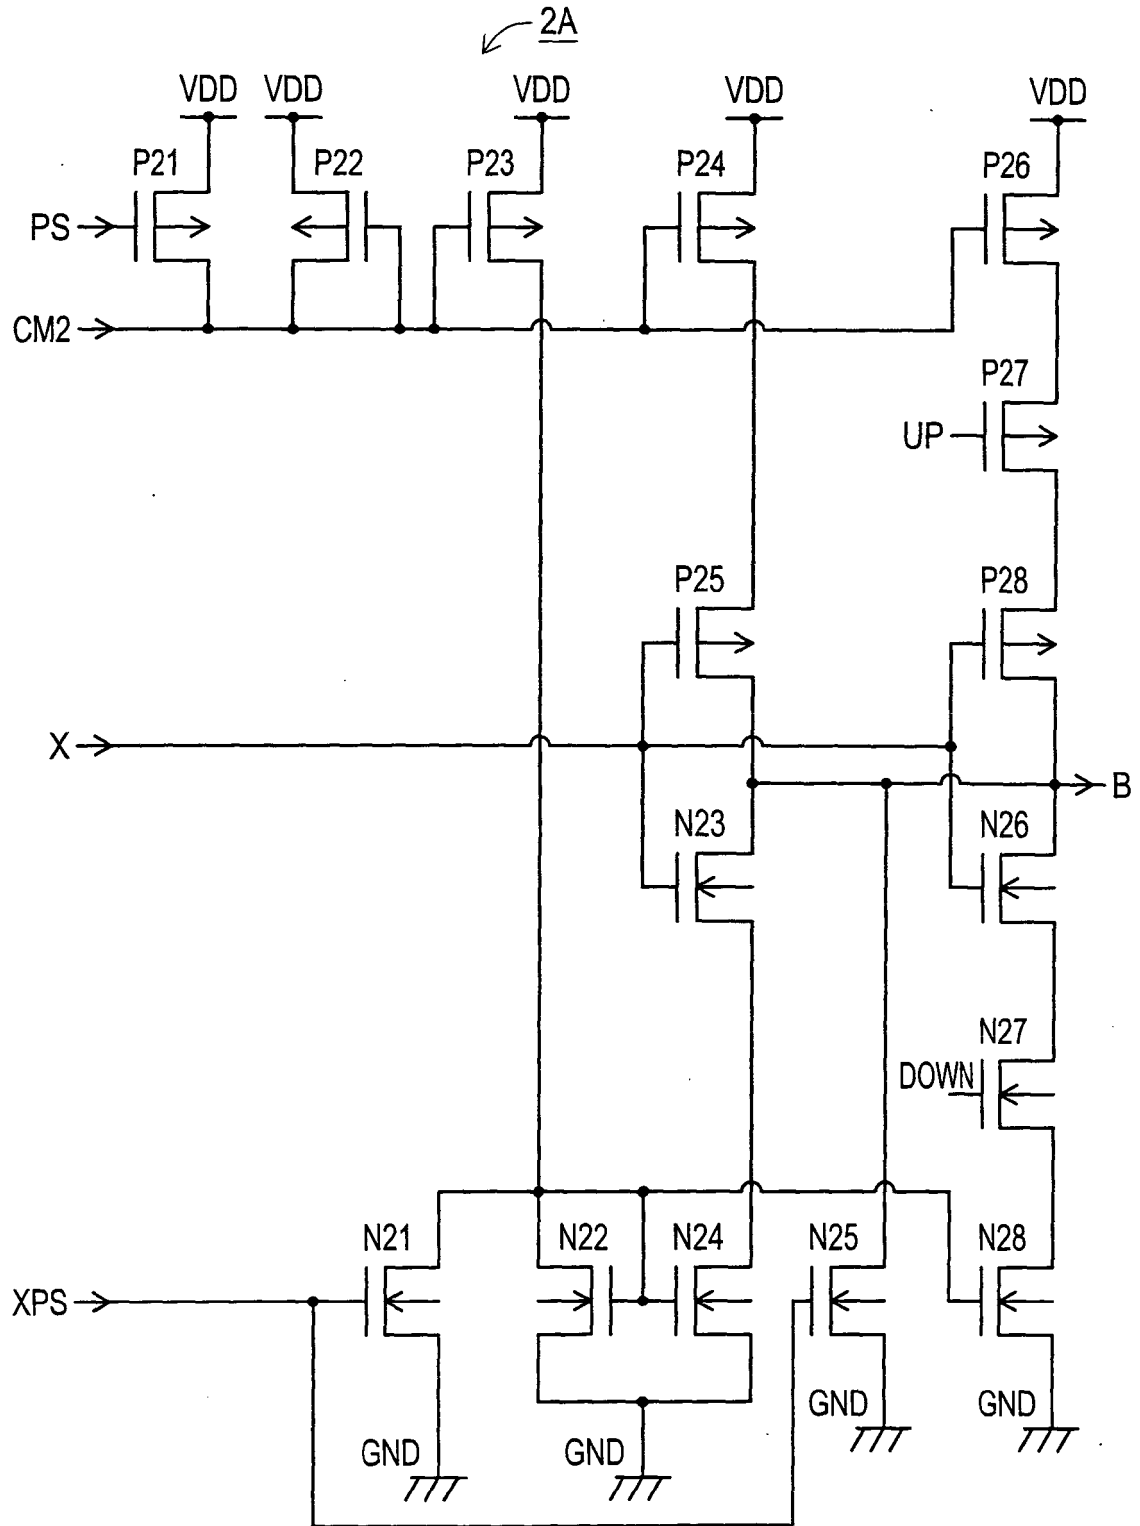 2A
VDD VDD VDD VDD VDD
P21 P22 P23 P24 P26
PS
CM2
P27
UP
P25 P28
X
B
N23 N26
N27
DOWN
N21 N22 N24 N25 N28
XPS
GND GND
GND GND